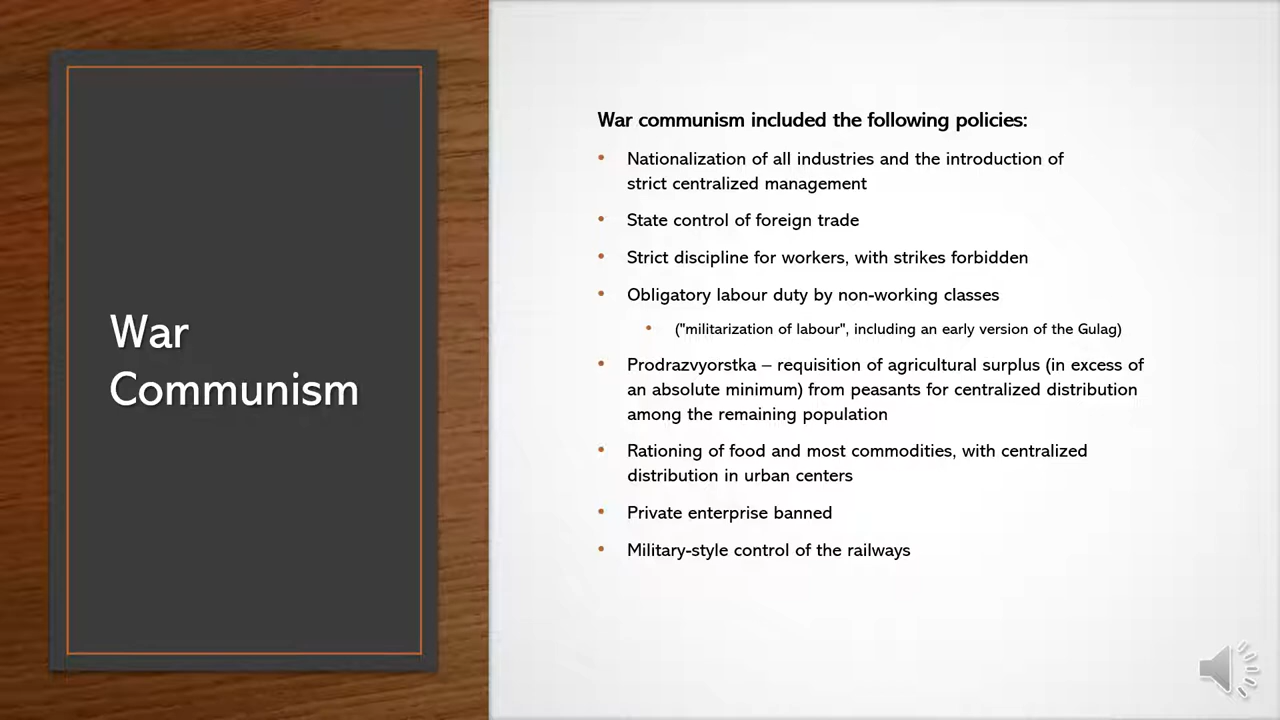 War
Communism
War communism included the following policies:
• Nationalization of all industries and the introduction of
strict centralized management
• State control of foreign trade
• Strict discipline for workers, with strikes forbidden
• Obligatory labour duty by non-working classes
• ("militarization of labour", including an early version of the Gulag)
• Prodrazvyorstka – requisition of agricultural surplus (in excess of
an absolute minimum) from peasants for centralized distribution
among the remaining population
• Rationing of food and most commodities, with centralized
distribution in urban centers
• Private enterprise banned
• Military-style control of the railways